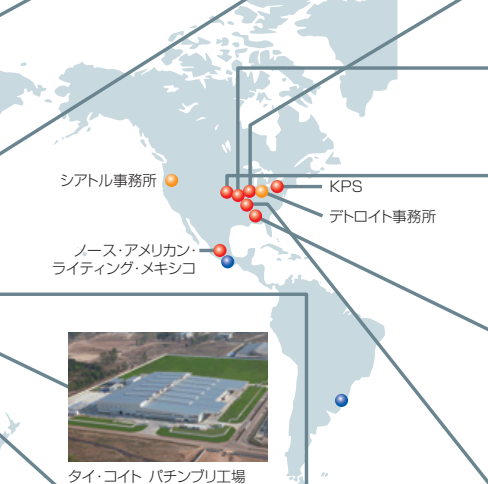 シアトル事務所
KPS
デトロイト事務所
ノース・アメリカン・
ライティング・メキシコ
タイ・コイト パチンブリ工場